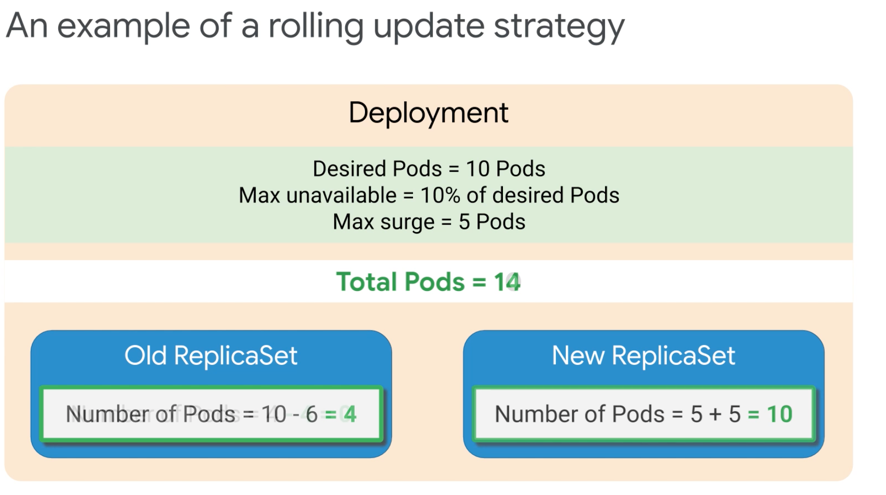 An example of a rolling update strategy
Deployment
Desired Pods = 10 Pods
Max unavailable = 10% of desired Pods
Max surge = 5 Pods
Total Pods = 14
Old ReplicaSet
Number of Pods = 10 - 6 = 4
New ReplicaSet
Number of Pods = 5 + 5 = 10